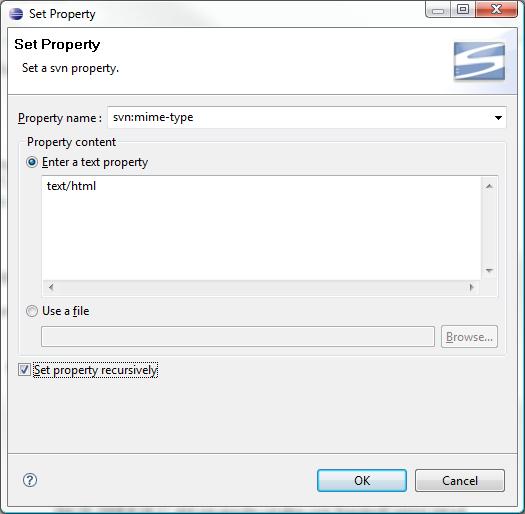 Set Property
Set Property
Set a svn property.
Property name : svn:mime-type
Property content
Enter a text property
text/html
Use a file
Browse...
Set property recursively
OK Cancel